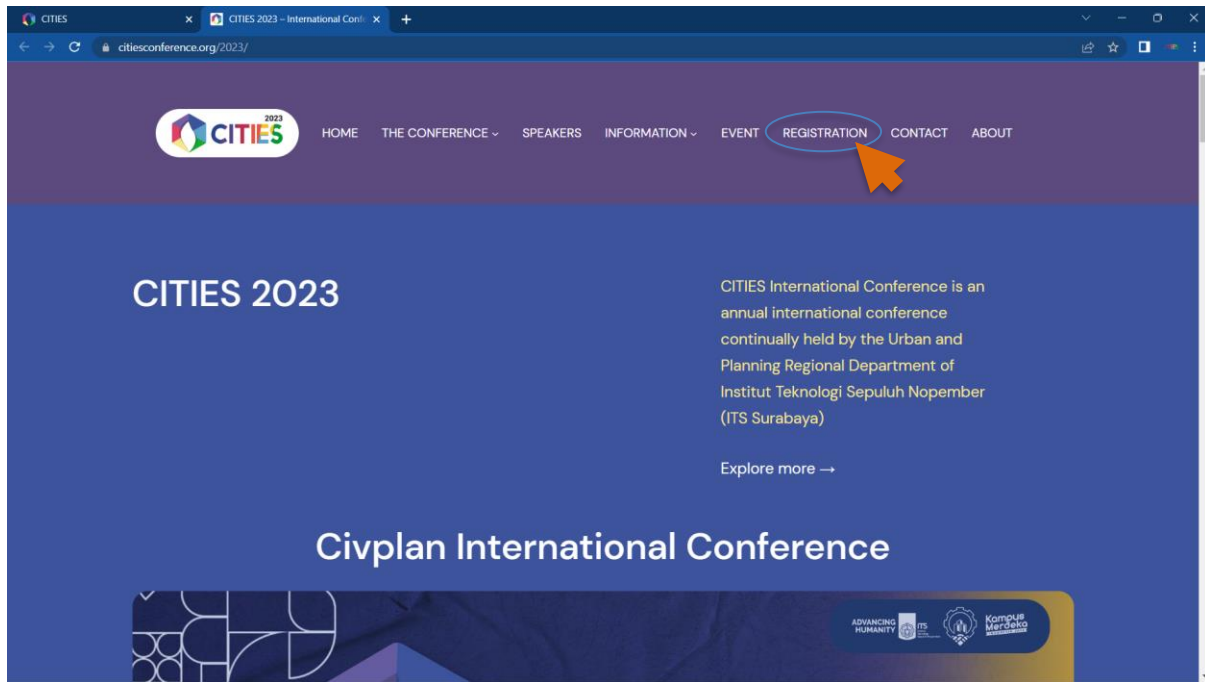 CITIES
CITIES 2023 – International Conf
citiesconference.org/2023/
2023
CITIES
HOME THE CONFERENCE SPEAKERS INFORMATION EVENT REGISTRATION CONTACT ABOUT
CITIES 2023
CITIES International Conference is an
annual international conference
continually held by the Urban and
Planning Regional Department of
Institut Teknologi Sepuluh Nopember
(ITS Surabaya)
Explore more →
Civplan International Conference
ADVANCING
HUMANITY
ITS
Kampus
Merdeka